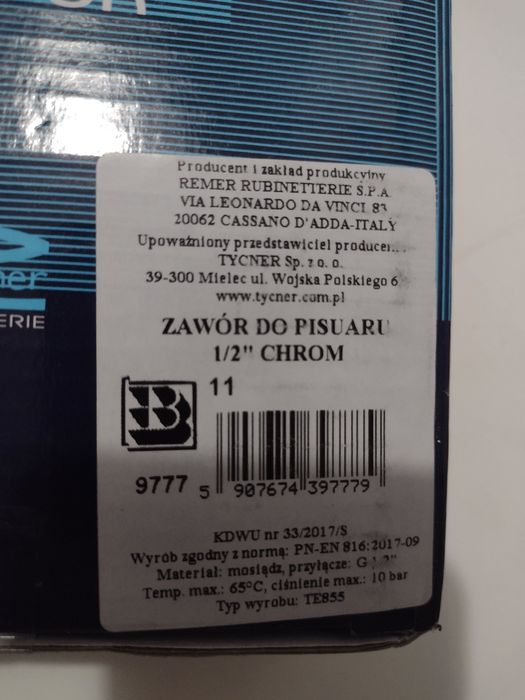 Producent i zakład produkcyjny
REMER RUBINETTERIE S.P.A.
VIA LEONARDO DA VINCI 83
20062 CASSANO D'ADDA-ITALY
Upoważniony przedstawiciel
TYCNER Sp. z o. o.
39-300 Mielec ul. Wojska Polskiego 6
www.tycner.com.pl
ZAWÓR DO PISUARU
1/2" CHROM
11
9777
5 907674 397779
KDWU nr 33/2017/S
Wyrób zgodny z normą: PN-EN 816:2017-09
Materiał: mosiądz, przyłącze: G 1/2"
Temp. max.: 65°C, ciśnienie max.: 10 bar
Typ wyrobu: TE855